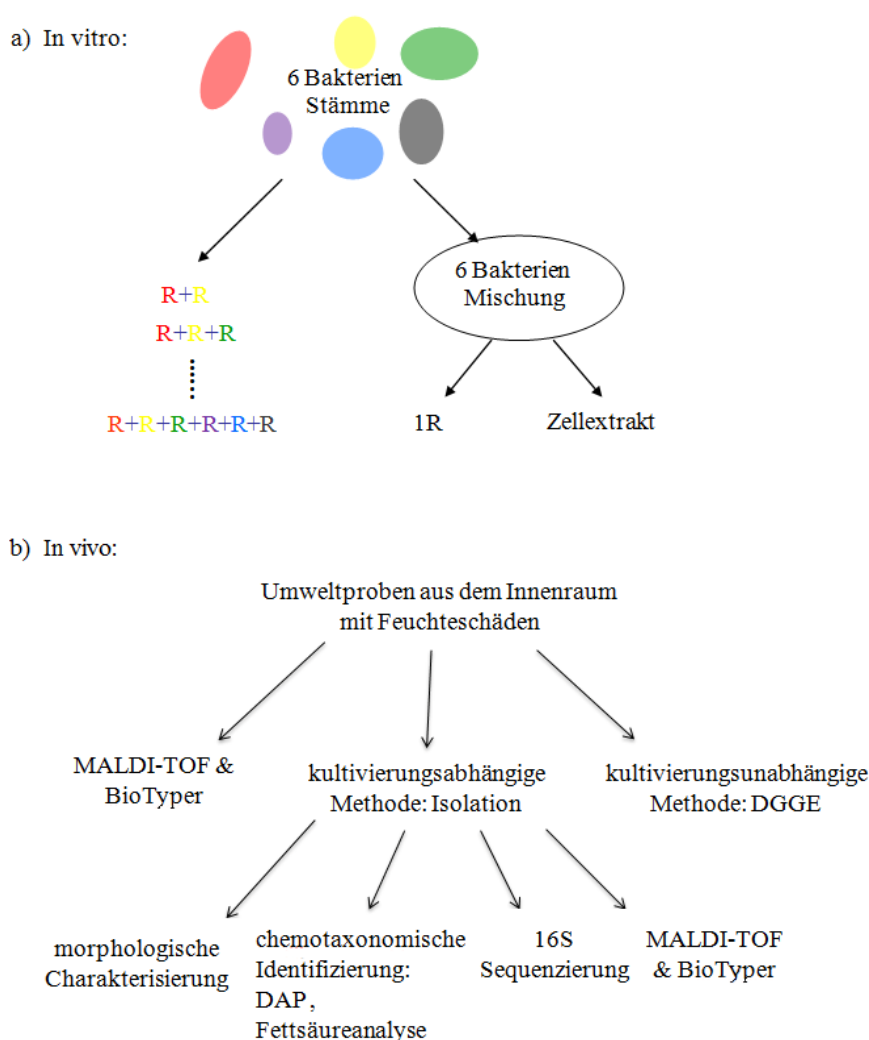 a) In vitro:
6 Bakterien
Stämme
6 Bakterien
Mischung
R+R
R+R+R
R+R+R+R+R+R
1R
Zellextrakt
b) In vivo:
Umweltproben aus dem Innenraum
mit Feuchteschäden
MALDI-TOF &
BioTyper
kultivierungsabhängige
Methode: Isolation
kultivierungsunabhängige
Methode: DGGE
morphologische
Charakterisierung
chemotaxonomische
Identifizierung:
DAP,
Fettsäureanalyse
16S
Sequenzierung
MALDI-TOF
& BioTyper